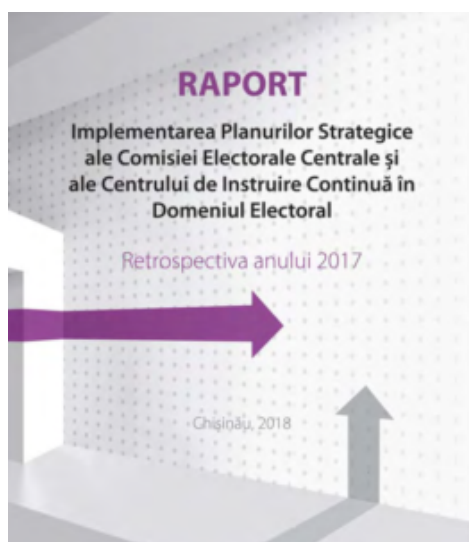 RAPORT
Implementarea Planurilor Strategice
ale Comisiei Electorale Centrale și
ale Centrului de Instruire Continuă în
Domeniul Electoral
Retrospectiva anului 2017
Chișinău, 2018